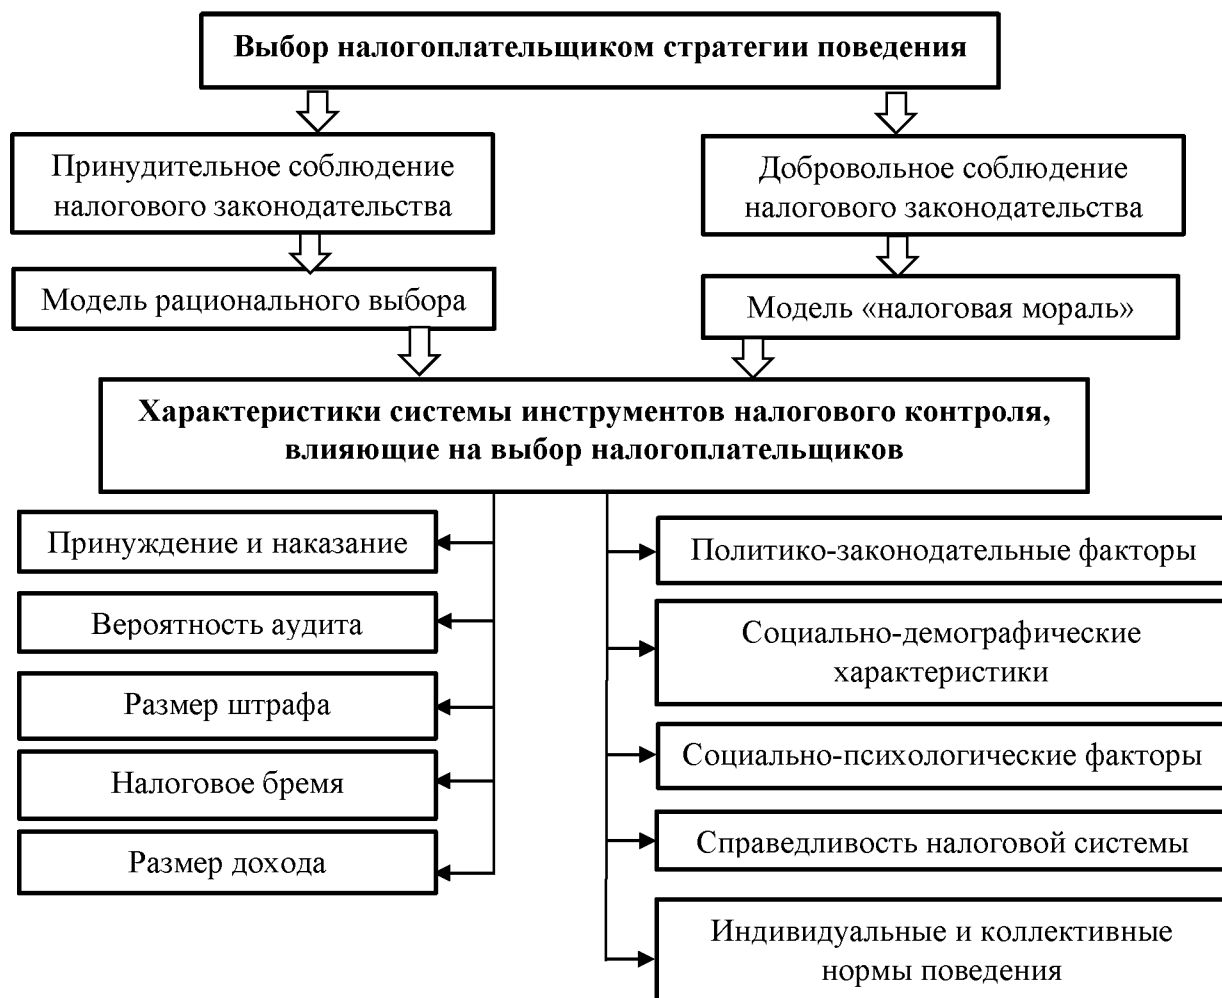 Выбор налогоплательщиком стратегии поведения
Принудительное соблюдение
налогового законодательства
Добровольное соблюдение
налогового законодательства
Модель рационального выбора
Модель «налоговая мораль»
Характеристики системы инструментов налогового контроля,
влияющие на выбор налогоплательщиков
Принуждение и наказание
Вероятность аудита
Размер штрафа
Налоговое бремя
Размер дохода
Политико-законодательные факторы
Социально-демографические
характеристики
Социально-психологические факторы
Справедливость налоговой системы
Индивидуальные и коллективные
нормы поведения